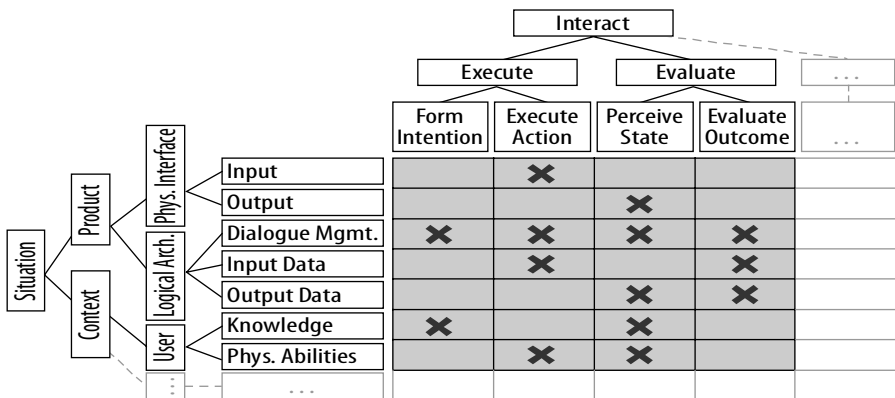 Interact
Execute
Evaluate
...
Form
Intention
Execute
Action
Perceive
State
Evaluate
Outcome
...
Situation
Product
Context
Phys. Interface
Logical Arch.
User
...
Input
Output
Dialogue Mgmt.
Input Data
Output Data
Knowledge
Phys. Abilities
...